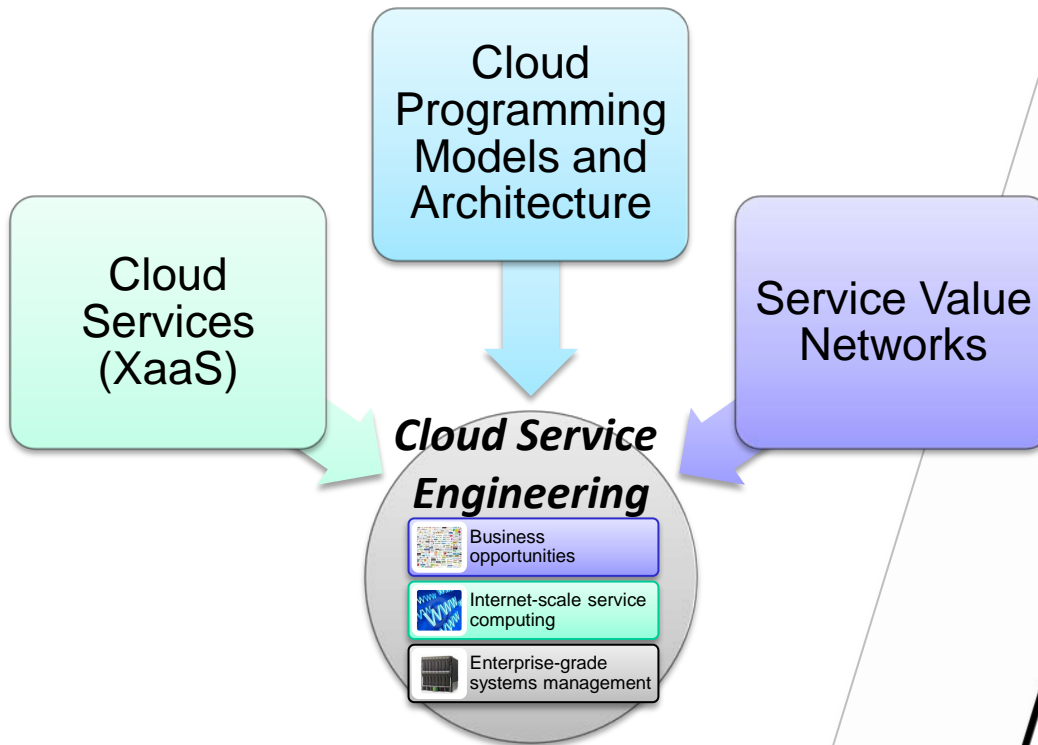 Cloud
Programming
Models and
Architecture
Cloud
Services
(XaaS)
Service Value
Networks
Cloud Service
Engineering
Business
opportunities
Internet-scale service
computing
Enterprise-grade
systems management